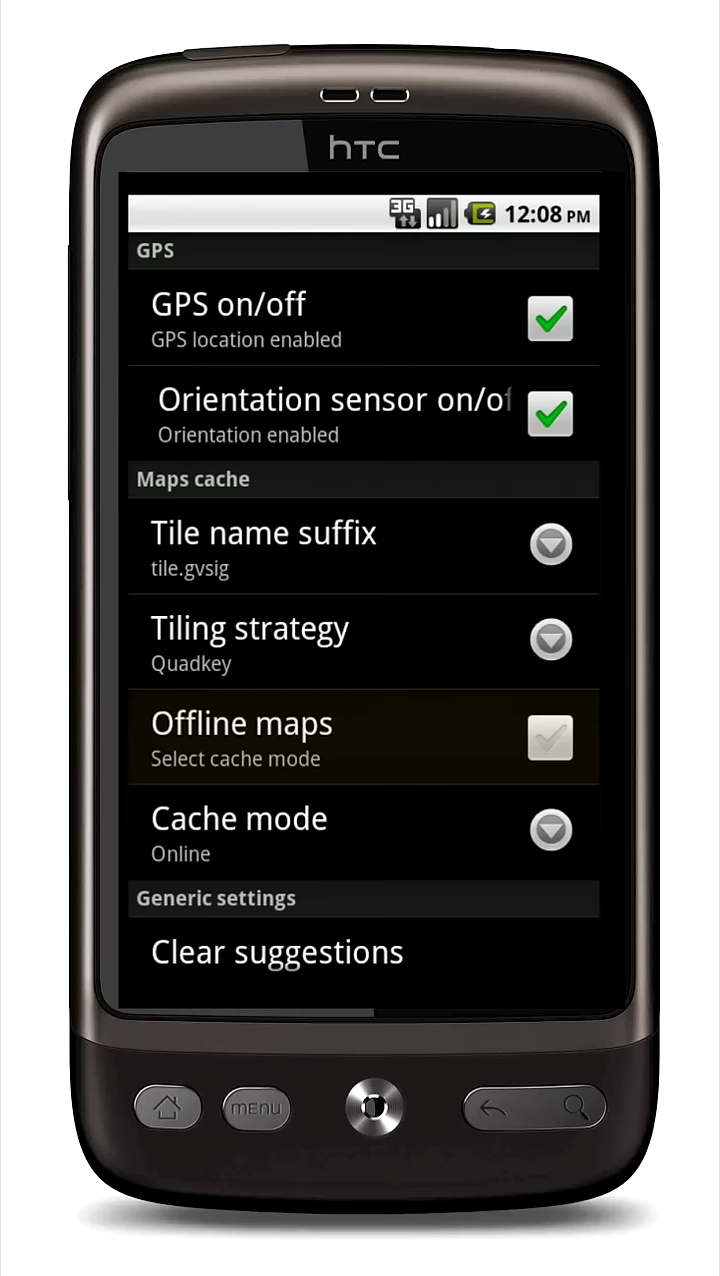 hTC
3G
12:08 PM
GPS
GPS on/off
GPS location enabled
Orientation sensor on/of
Orientation enabled
Maps cache
Tile name suffix
tile.gvsig
Tiling strategy
Quadkey
Offline maps
Select cache mode
Cache mode
Online
Generic settings
Clear suggestions
MENU